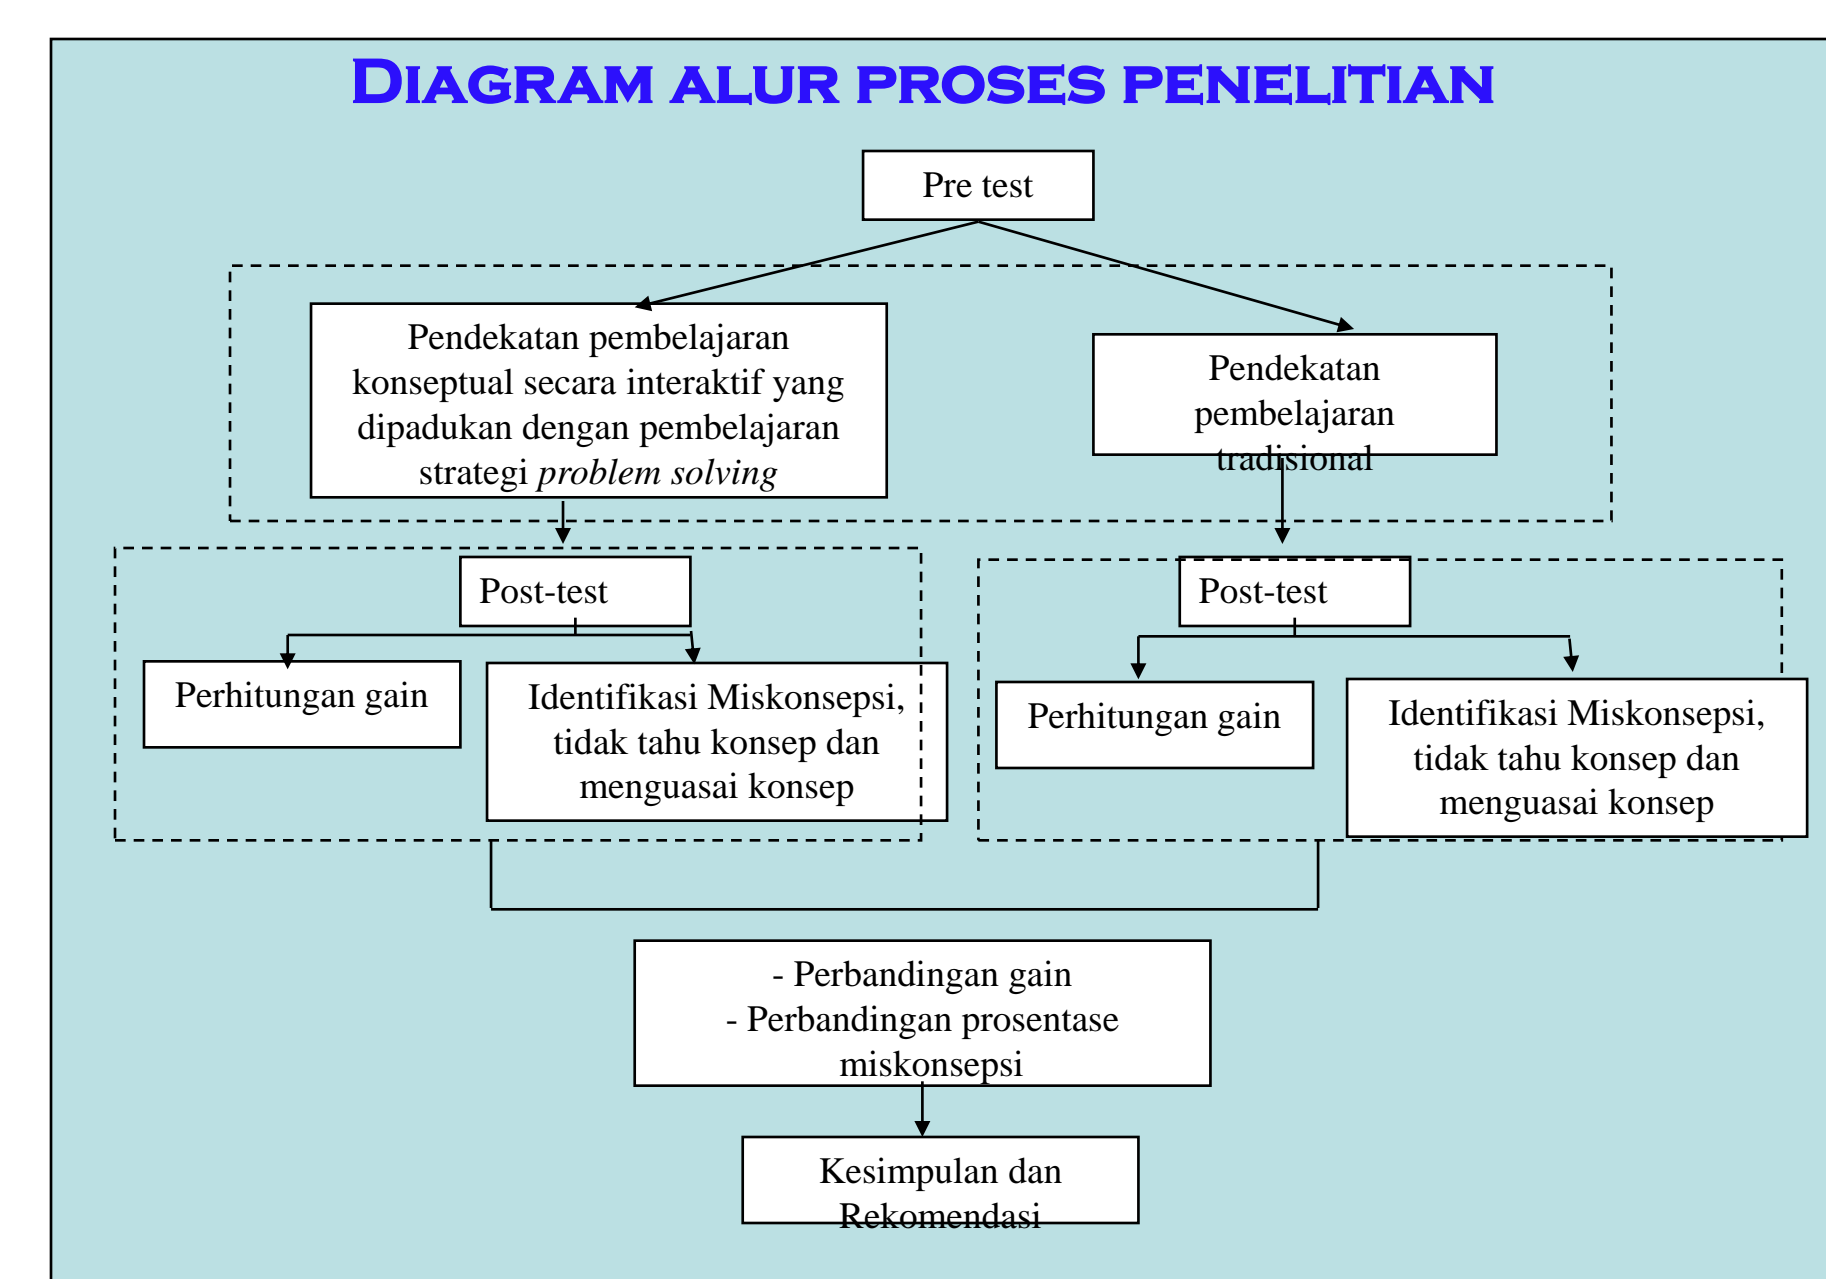 DIAGRAM ALUR PROSES PENELITIAN
Pre test
Pendekatan pembelajaran
konseptual secara interaktif yang
dipadukan dengan pembelajaran
strategi problem solving
Pendekatan
pembelajaran
tradisional
Post-test
Perhitungan gain
Identifikasi Miskonsepsi,
tidak tahu konsep dan
menguasai konsep
Post-test
Perhitungan gain
Identifikasi Miskonsepsi,
tidak tahu konsep dan
menguasai konsep
- Perbandingan gain
- Perbandingan prosentase
miskonsepsi
Kesimpulan dan
Rekomendasi